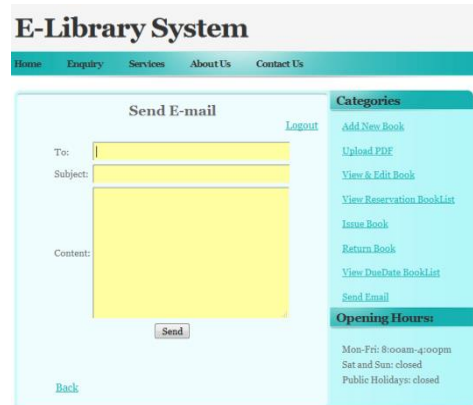 E-Library System
Home Enquiry Services About Us Contact Us
Send E-mail
Logout
To:
Subject:
Content:
Send
Back
Categories
Add New Book
Upload PDF
View & Edit Book
View Reservation BookList
Issue Book
Return Book
View DueDate BookList
Send Email
Opening Hours:
Mon-Fri: 8:00am-4:00pm
Sat and Sun: closed
Public Holidays: closed